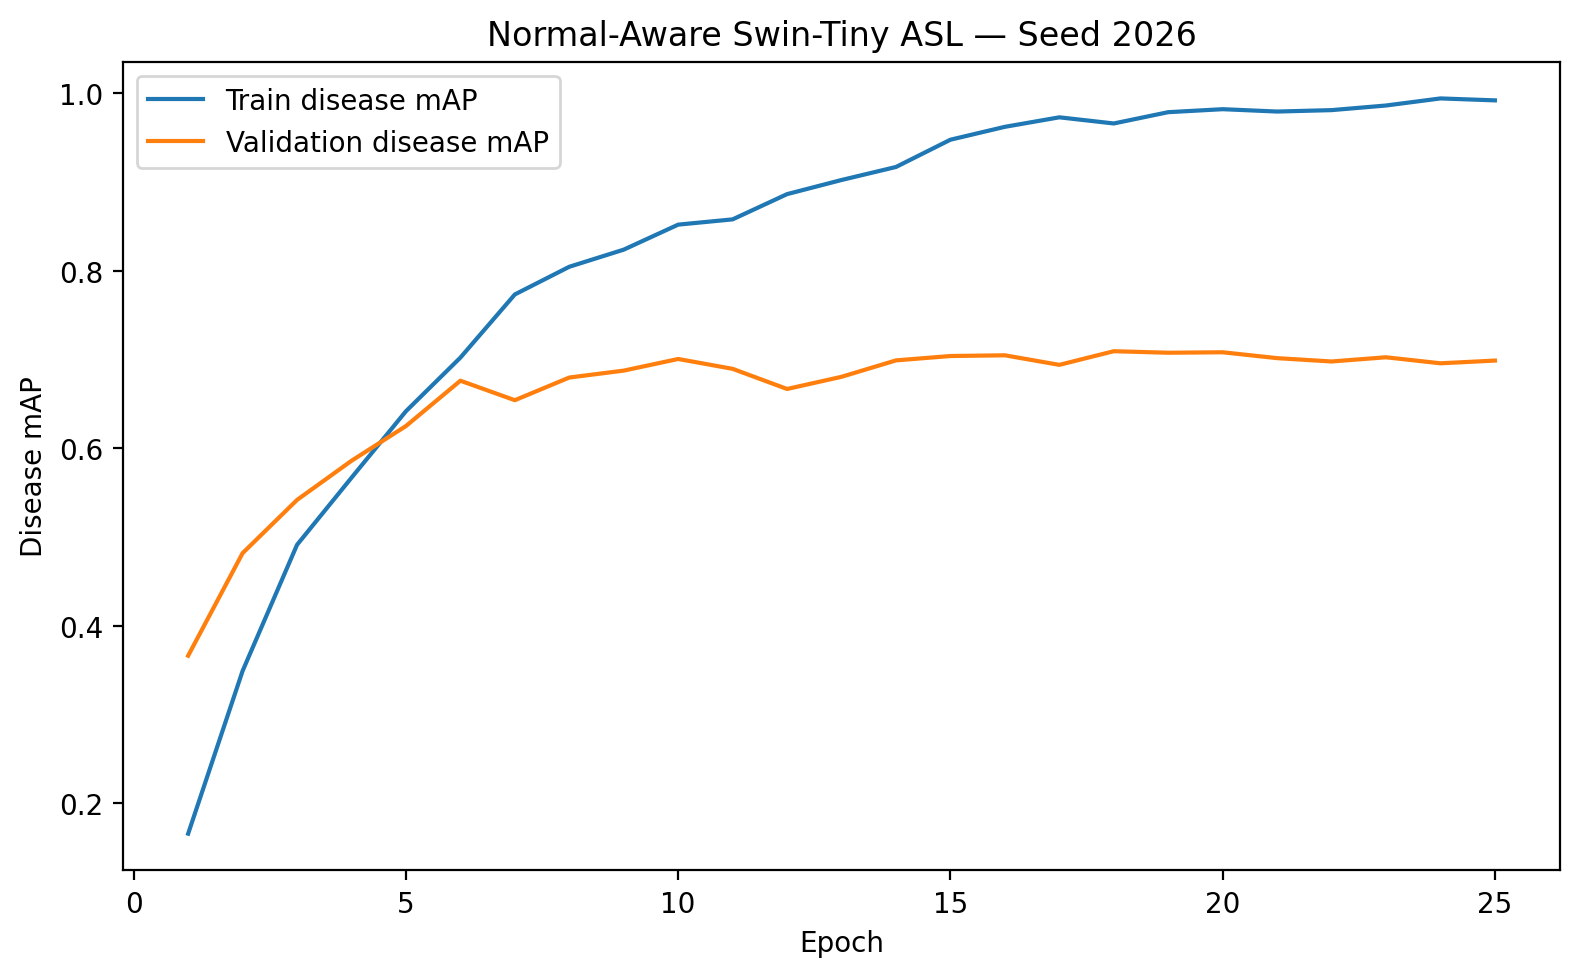 Normal-Aware Swin-Tiny ASL — Seed 2026
Train disease mAP
Validation disease mAP
Disease mAP
1.0
0.8
0.6
0.4
0.2
0 5 10 15 20 25
Epoch